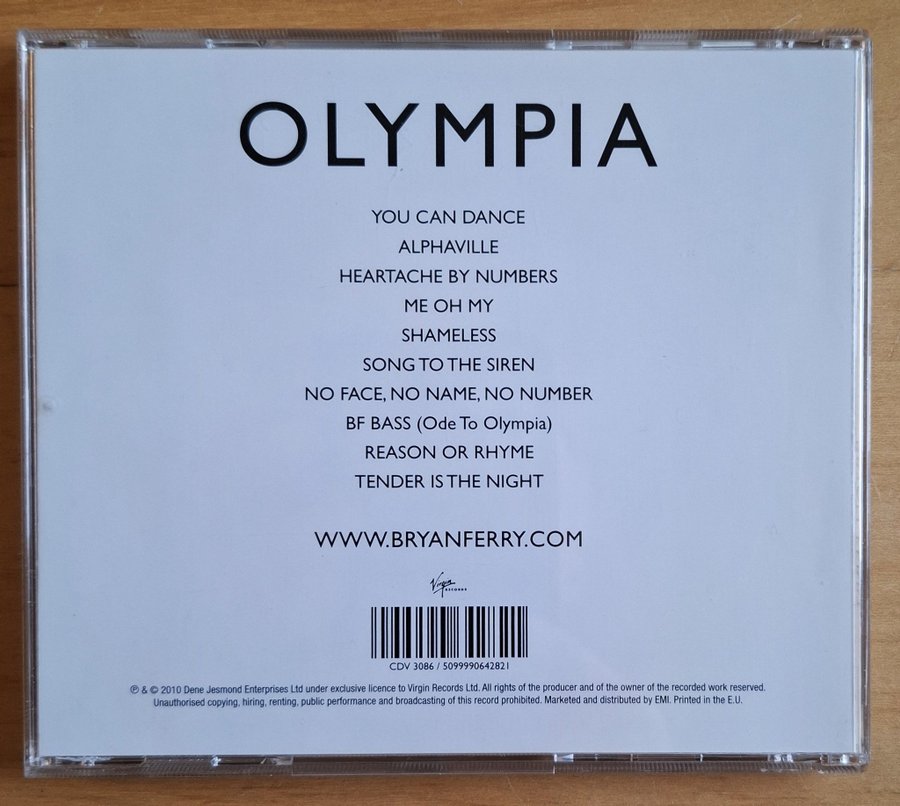 OLYMPIA
YOU CAN DANCE
ALPHAVILLE
HEARTACHE BY NUMBERS
ME OH MY
SHAMELESS
SONG TO THE SIREN
NO FACE, NO NAME, NO NUMBER
BF BASS (Ode To Olympia)
REASON OR RHYME
TENDER IS THE NIGHT
WWW.BRYANFERRY.COM
Virgin
RECORDS
CDV 3086 / 5099990642821
℗ & © 2010 Dene Jesmond Enterprises Ltd under exclusive licence to Virgin Records Ltd. All rights of the producer and of the owner of the recorded work reserved.
Unauthorised copying, hiring, renting, public performance and broadcasting of this record prohibited. Marketed and distributed by EMI. Printed in the E.U.